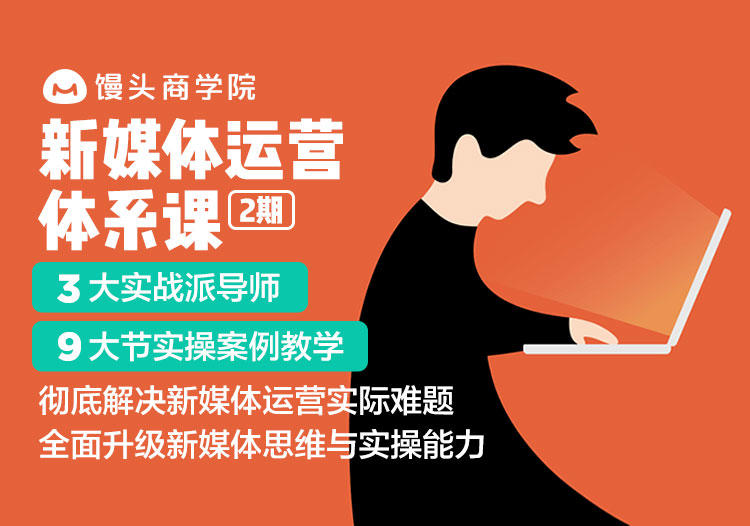 馒头商学院
新媒体运营
体系课 2期
3大实战派导师
9大节实操案例教学
彻底解决新媒体运营实际难题
全面升级新媒体思维与实操能力